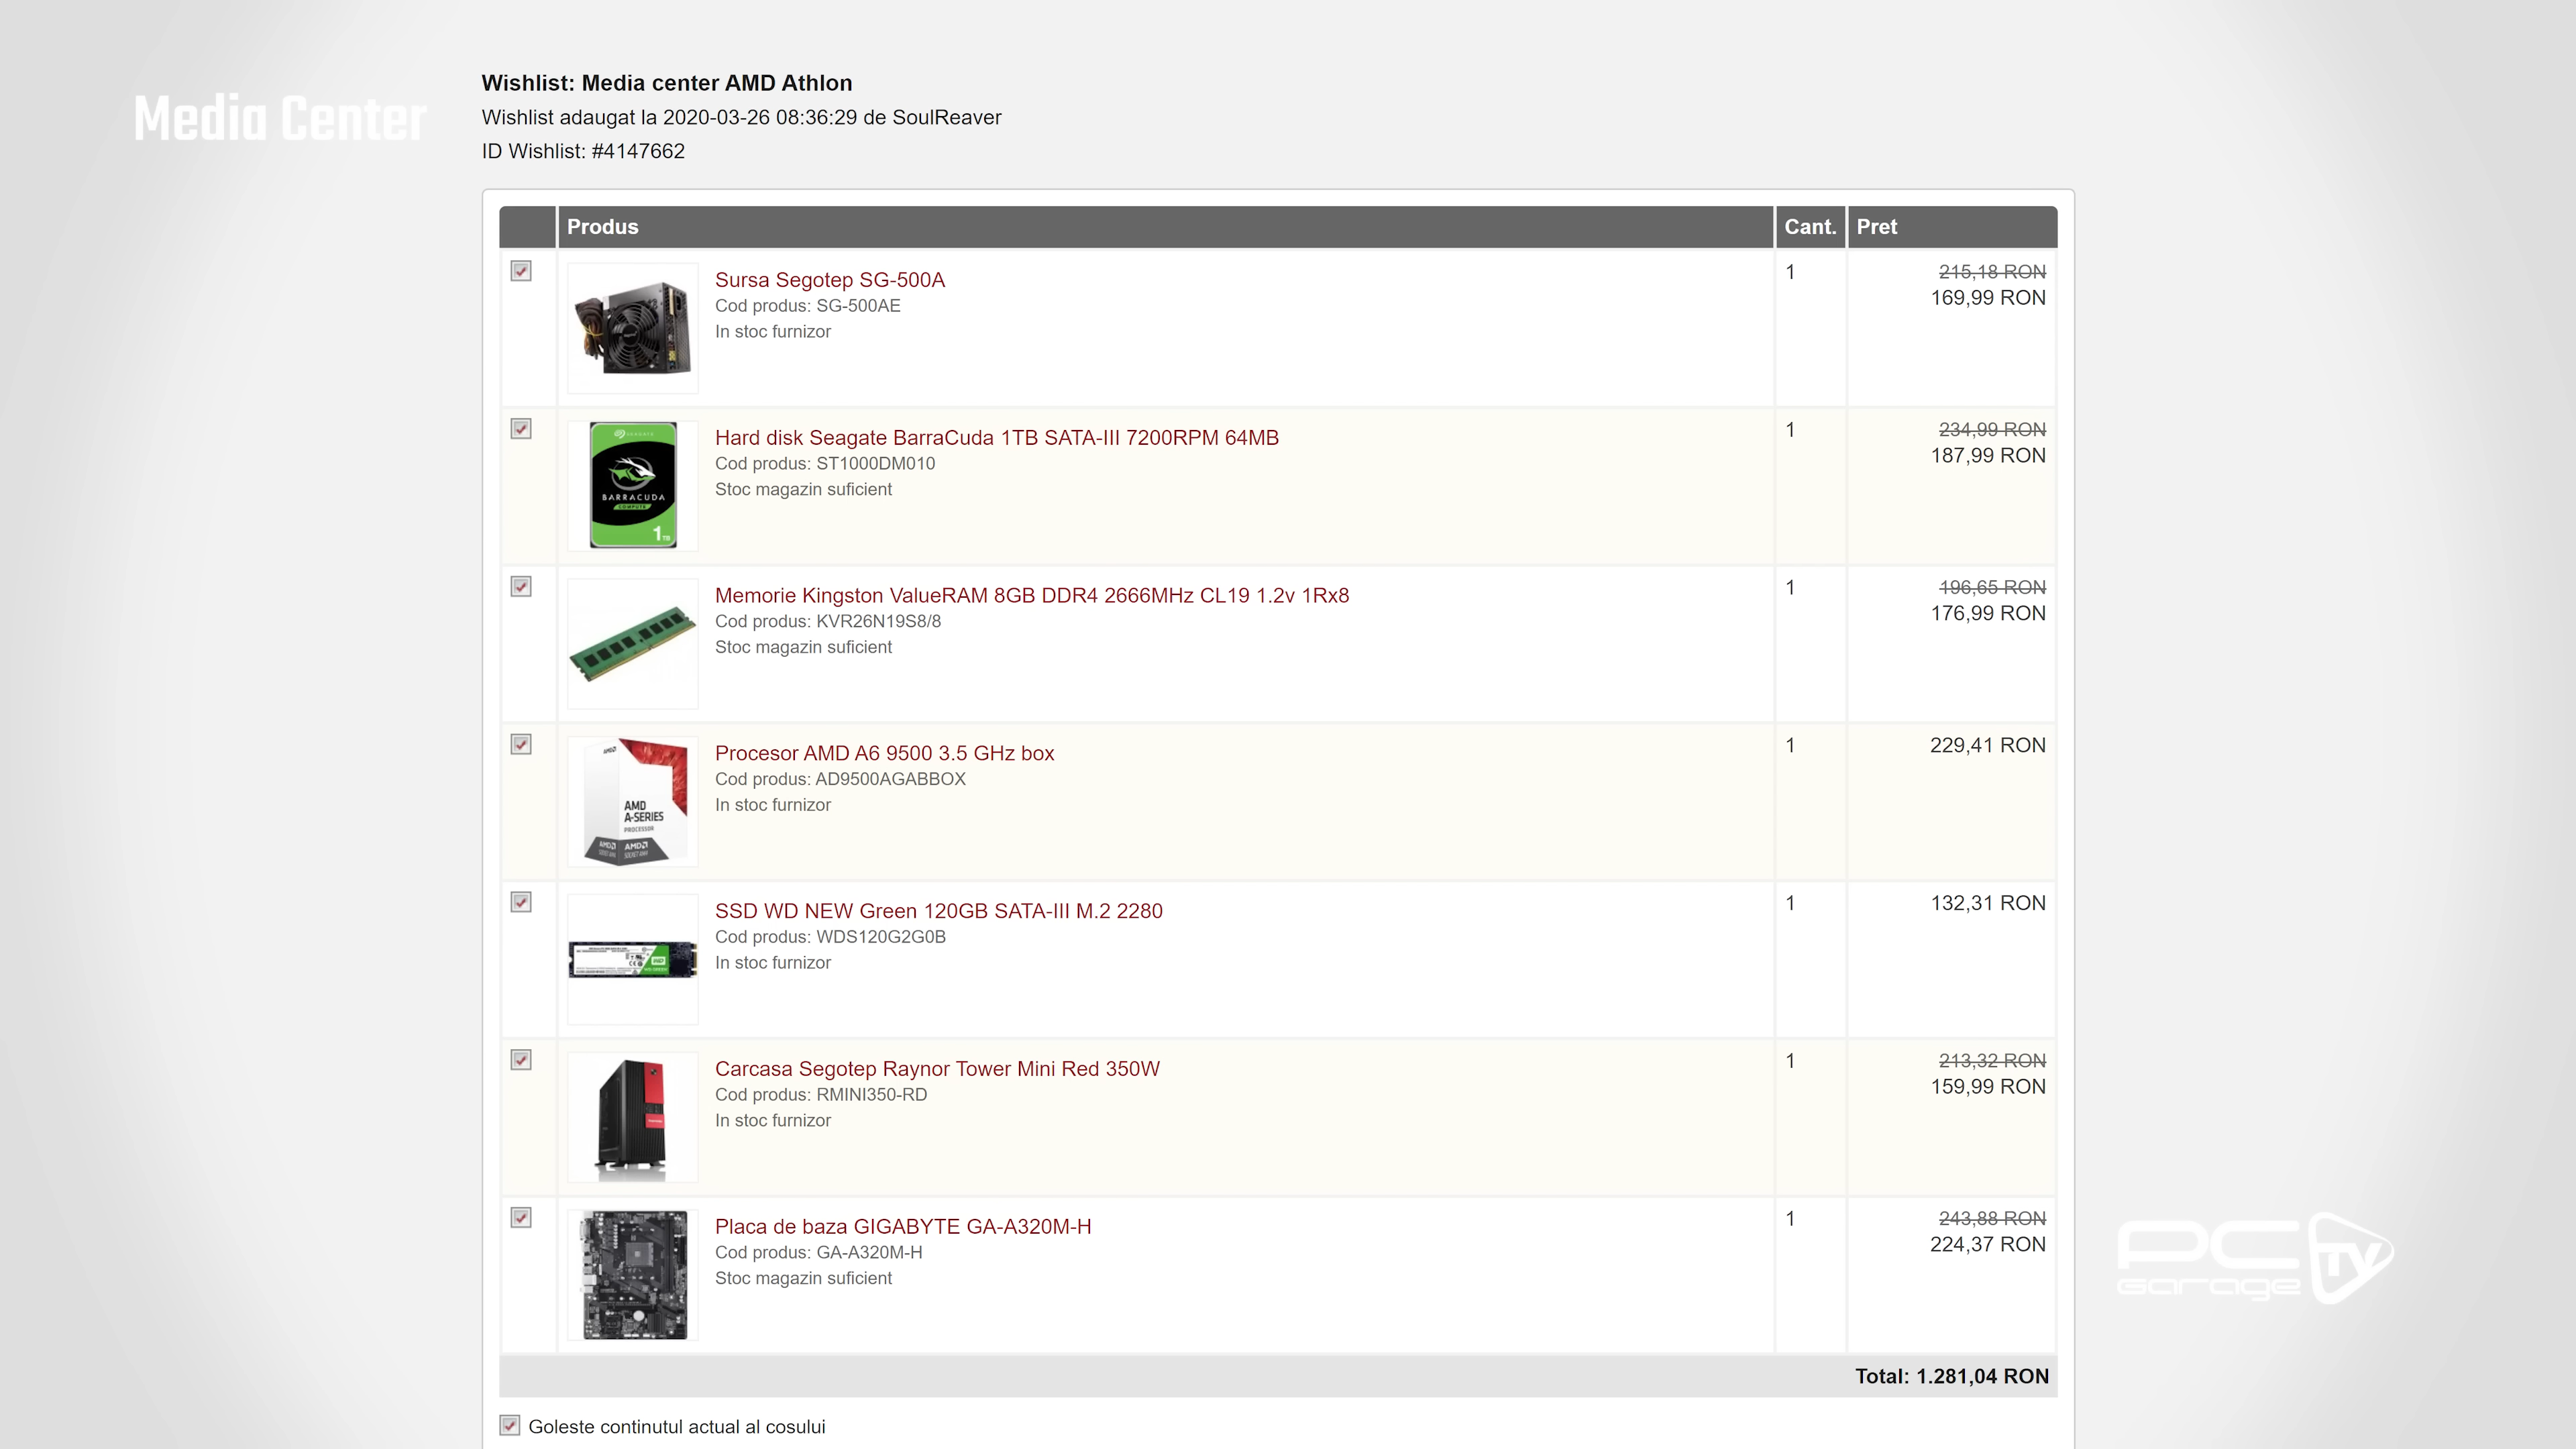 Media Center
Wishlist: Media center AMD Athlon
Wishlist adaugat la 2020-03-26 08:36:29 de SoulReaver
ID Wishlist: #4147662
Produs Cant. Pret
Sursa Segotep SG-500A 1 215,18 RON
Cod produs: SG-500AE 169,99 RON
In stoc furnizor
Hard disk Seagate BarraCuda 1TB SATA-III 7200RPM 64MB 1 234,99 RON
Cod produs: ST1000DM010 187,99 RON
Stoc magazin suficient
SEAGATE
BARRACUDA
COMPUTE
1TB
Memorie Kingston ValueRAM 8GB DDR4 2666MHz CL19 1.2v 1Rx8 1 196,65 RON
Cod produs: KVR26N19S8/8 176,99 RON
Stoc magazin suficient
Procesor AMD A6 9500 3.5 GHz box 1 229,41 RON
Cod produs: AD9500AGABBOX
In stoc furnizor
AMD
AMD
A-SERIES
PROCESSOR
AMD AMD
SOCKET AM4
SSD WD NEW Green 120GB SATA-III M.2 2280 1 132,31 RON
Cod produs: WDS120G2G0B
In stoc furnizor
Carcasa Segotep Raynor Tower Mini Red 350W 1 213,32 RON
Cod produs: RMINI350-RD 159,99 RON
In stoc furnizor
Placa de baza GIGABYTE GA-A320M-H 1 243,88 RON
Cod produs: GA-A320M-H 224,37 RON
Stoc magazin suficient
PC
garage
TV
Total: 1.281,04 RON
Goleste continutul actual al cosului